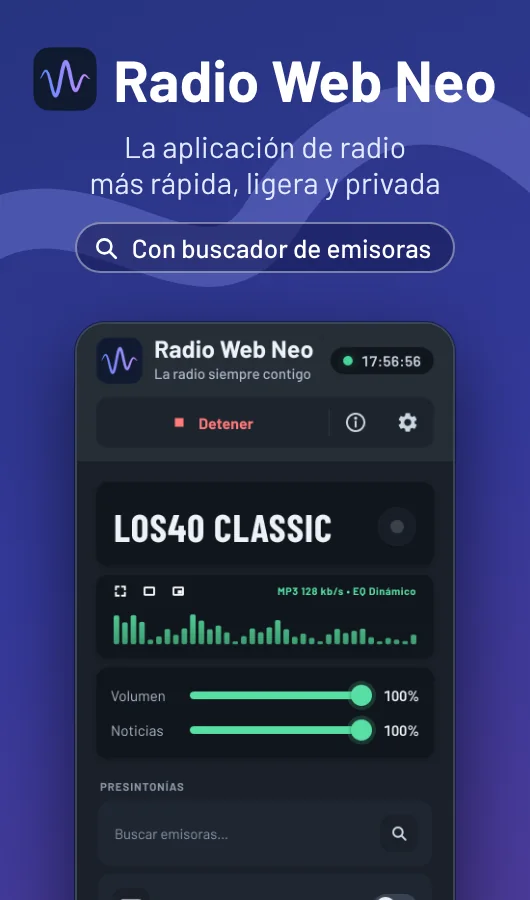 Radio Web Neo
La aplicación de radio
más rápida, ligera y privada
Con buscador de emisoras
Radio Web Neo
La radio siempre contigo
17:56:56
Detener
LOS40 CLASSIC
MP3 128 kb/s • EQ Dinámico
Volumen 100%
Noticias 100%
PRESINTONÍAS
Buscar emisoras...